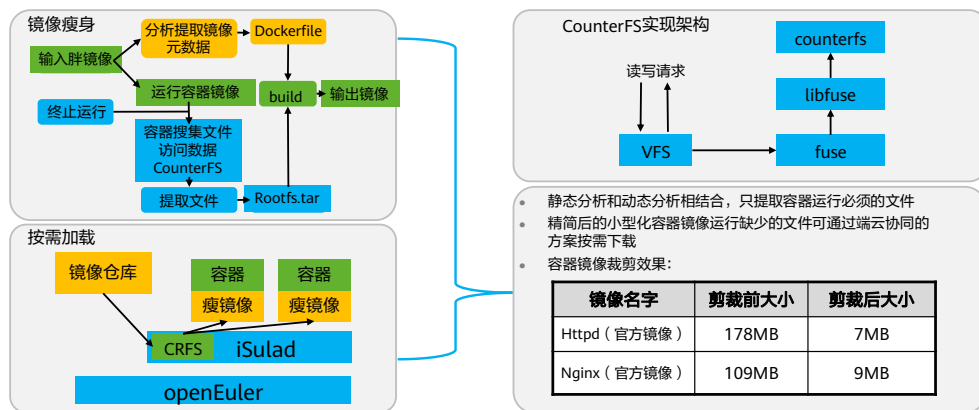 镜像瘦身
分析提取镜像
元数据
Dockerfile
输入胖镜像
运行容器镜像
build
输出镜像
终止运行
容器搜集文件
访问数据
CounterFS
提取文件
Rootfs.tar
按需加载
镜像仓库
容器
容器
瘦镜像
瘦镜像
CRFS
iSulad
openEuler
CounterFS实现架构
counterfs
读写请求
libfuse
VFS
fuse
静态分析和动态分析相结合，只提取容器运行必须的文件
精简后的小型化容器镜像运行缺少的文件可通过端云协同的
方案按需下载
容器镜像裁剪效果：
镜像名字 剪裁前大小 剪裁后大小
Httpd（官方镜像） 178MB 7MB
Nginx（官方镜像） 109MB 9MB